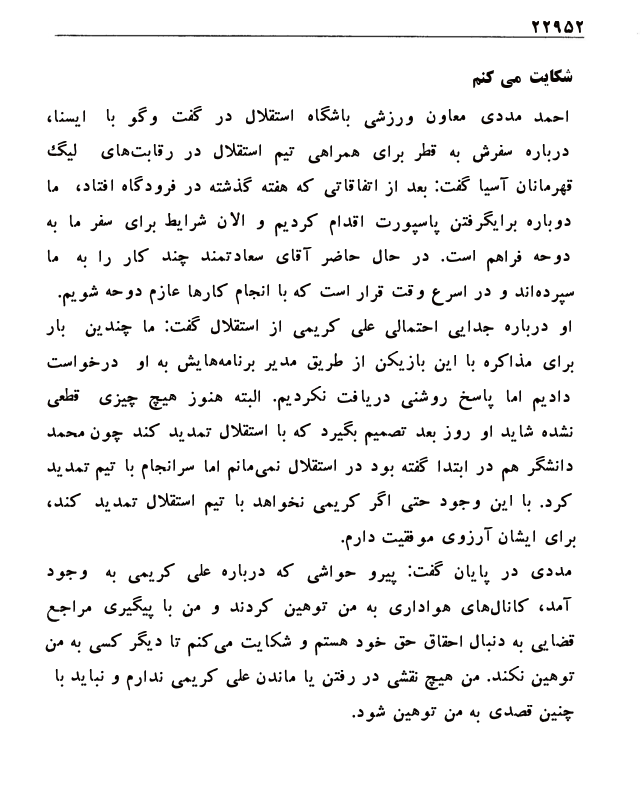 ۲۲۹۵۲
شکایت می کنم
احمد مددی معاون ورزشی باشگاه استقلال در گفت وگو با ایسنا،
درباره سفرش به قطر برای همراهی تیم استقلال در رقابت‌های لیگ
قهرمانان آسیا گفت: بعد از اتفاقاتی که هفته گذشته در فرودگاه افتاد، ما
دوباره برایگرفتن پاسپورت اقدام کردیم و الان شرایط برای سفر ما به
دوحه فراهم است. در حال حاضر آقای سعادتمند چند کار را به ما
سپرده‌اند و در اسرع وقت قرار است که با انجام کارها عازم دوحه شویم.
او درباره جدایی احتمالی علی کریمی از استقلال گفت: ما چندین بار
برای مذاکره با این بازیکن از طریق مدیر برنامه‌هایش به او درخواست
دادیم اما پاسخ روشنی دریافت نکردیم. البته هنوز هیچ چیزی قطعی
نشده شاید او روز بعد تصمیم بگیرد که با استقلال تمدید کند چون محمد
دانشگر هم در ابتدا گفته بود در استقلال نمی‌مانم اما سرانجام با تیم تمدید
کرد. با این وجود حتی اگر کریمی نخواهد با تیم استقلال تمدید کند،
برای ایشان آرزوی موفقیت دارم.
مددی در پایان گفت: پیرو حواشی که درباره علی کریمی به وجود
آمد، کانال‌های هواداری به من توهین کردند و من با پیگیری مراجع
قضایی به دنبال احقاق حق خود هستم و شکایت می‌کنم تا دیگر کسی به من
توهین نکند. من هیچ نقشی در رفتن یا ماندن علی کریمی ندارم و نباید با
چنین قصدی به من توهین شود.